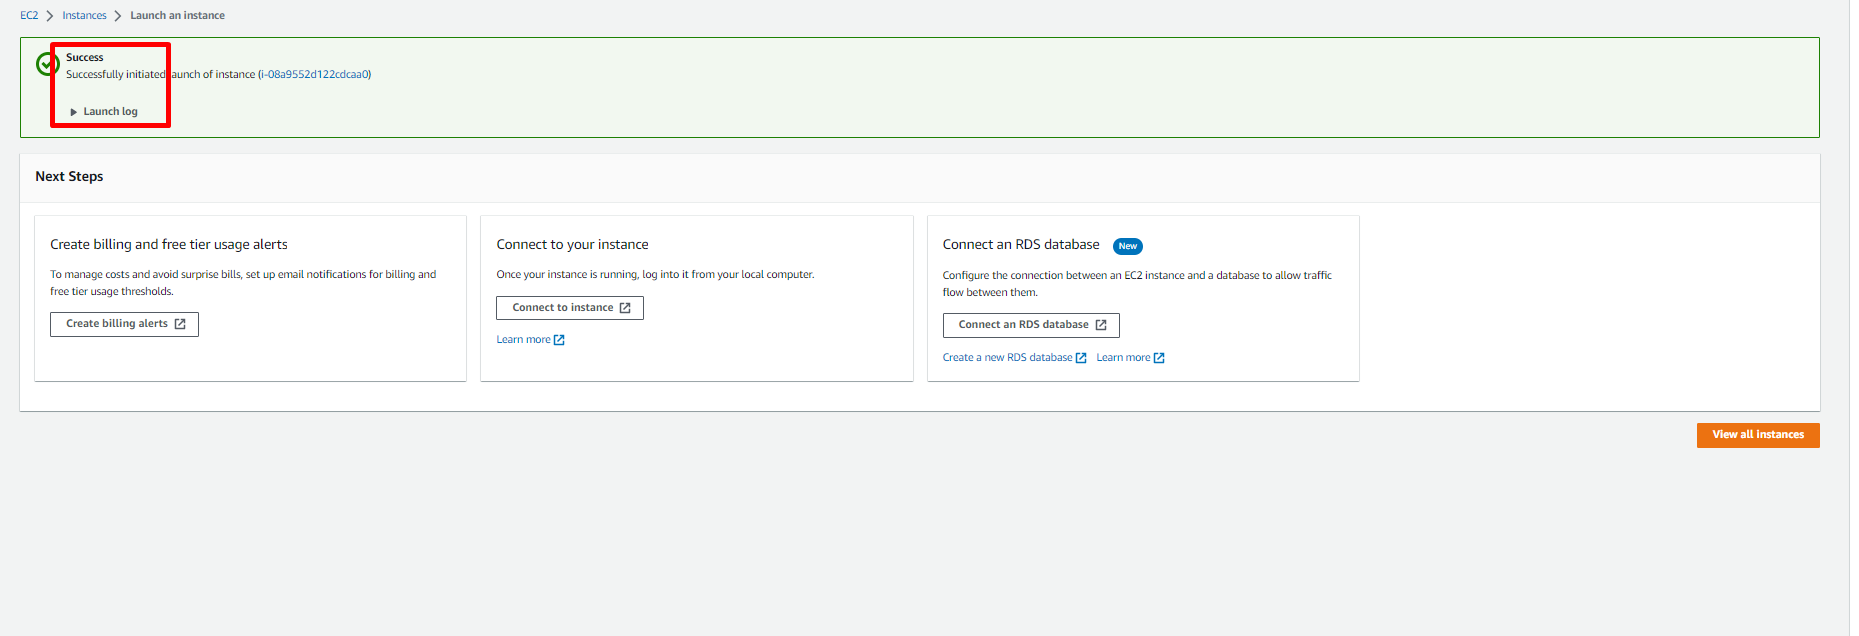 EC2 Instances Launch an instance
Success
Successfully initiated launch of instance (i-08a9552d122cdcaa0)
Launch log
Next Steps
Create billing and free tier usage alerts
To manage costs and avoid surprise bills, set up email notifications for billing and
free tier usage thresholds.
Create billing alerts
Connect to your instance
Once your instance is running, log into it from your local computer.
Connect to instance
Learn more
Connect an RDS database New
Configure the connection between an EC2 instance and a database to allow traffic
flow between them.
Connect an RDS database
Create a new RDS database Learn more
View all instances